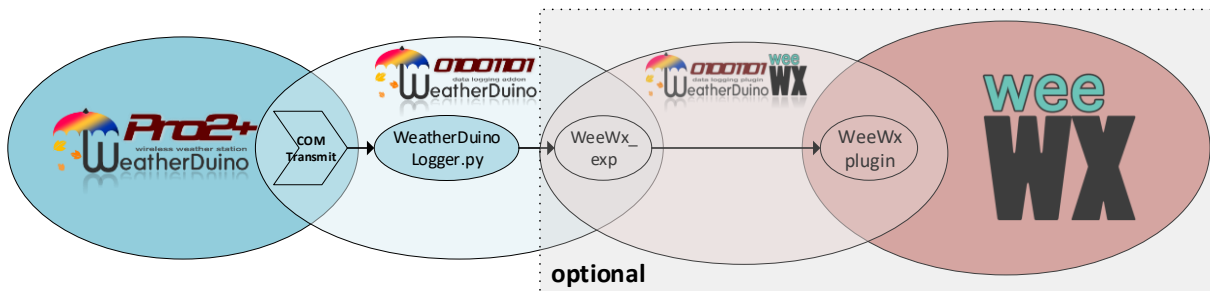 Pro2+
wireless weather station
WeatherDuino
COM
Transmit
01001101
data logging addon
WeatherDuino
WeatherDuino
Logger.py
WeeWx_
exp
01001101
data logging plugin
WeatherDuino
wee
WX
WeeWx
plugin
wee
WX
optional